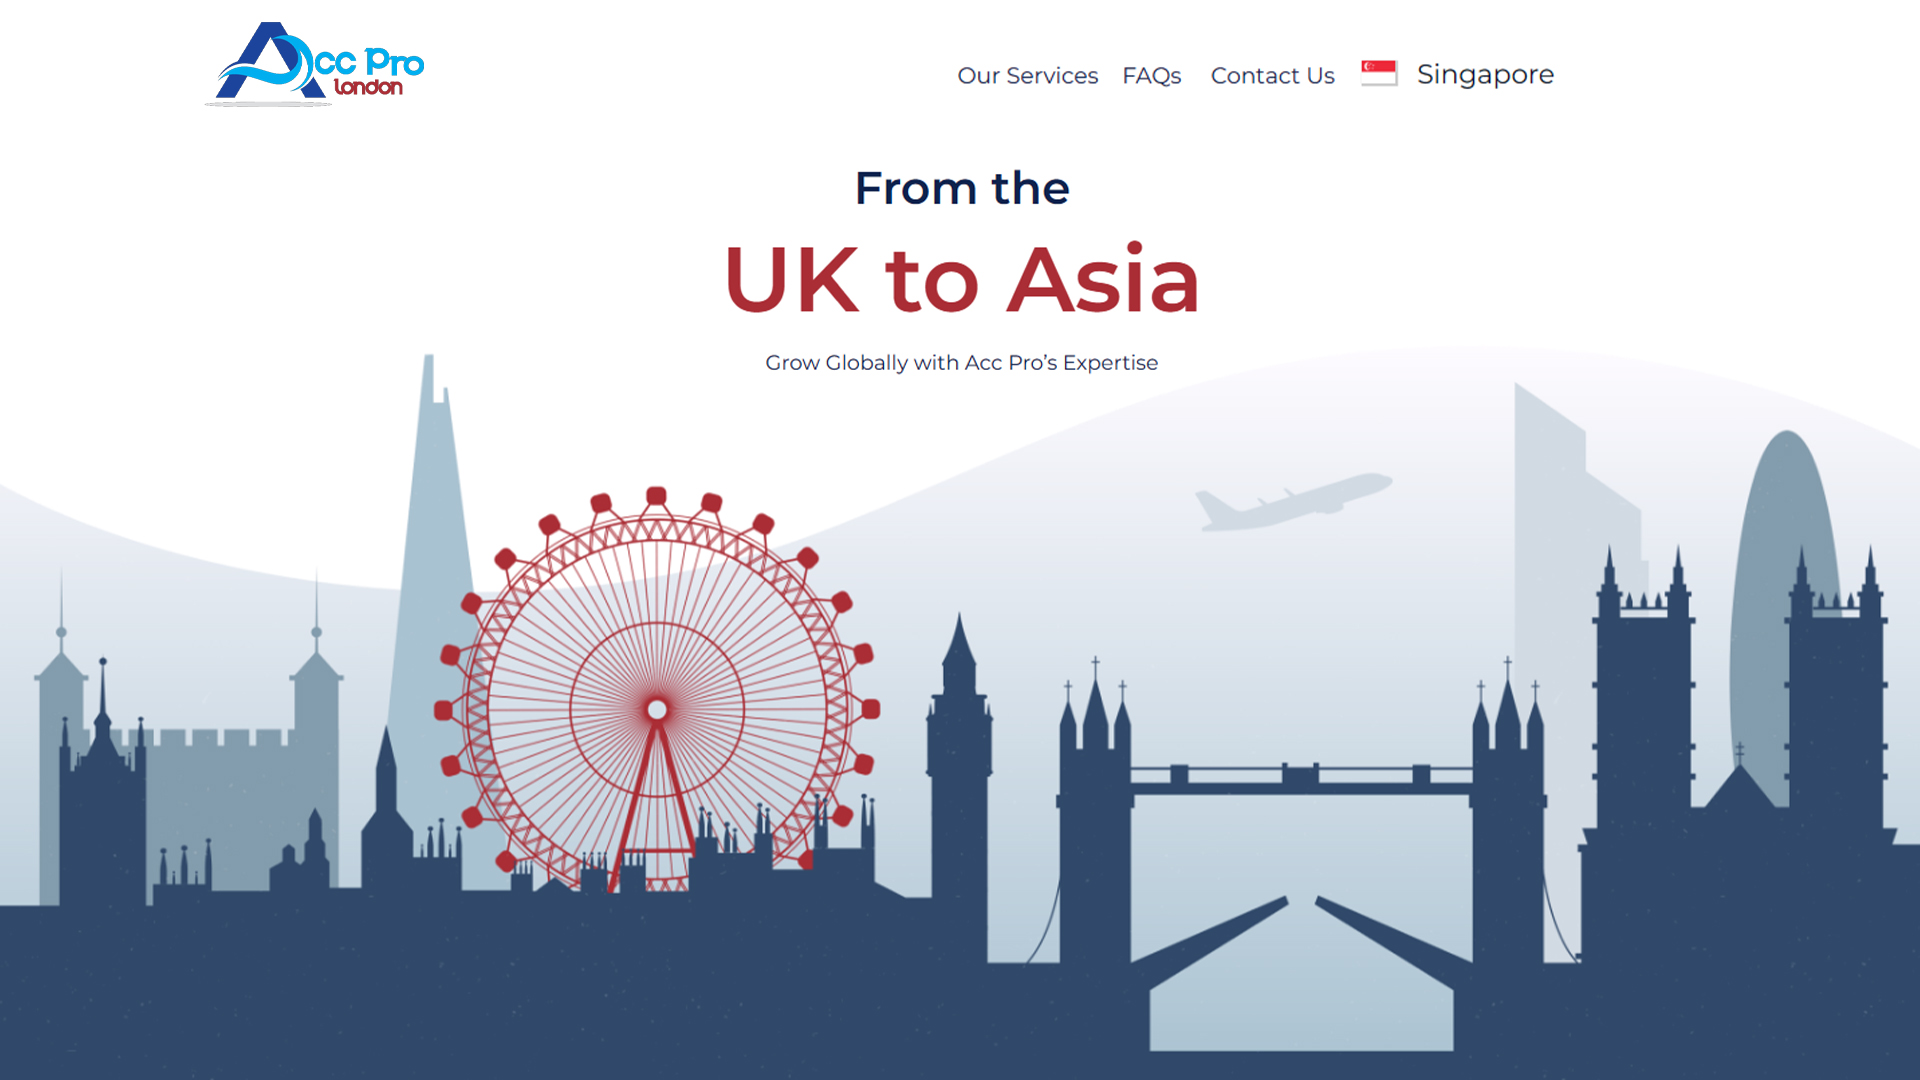 Acc Pro
London
Our Services FAQs Contact Us Singapore
From the
UK to Asia
Grow Globally with Acc Pro’s Expertise